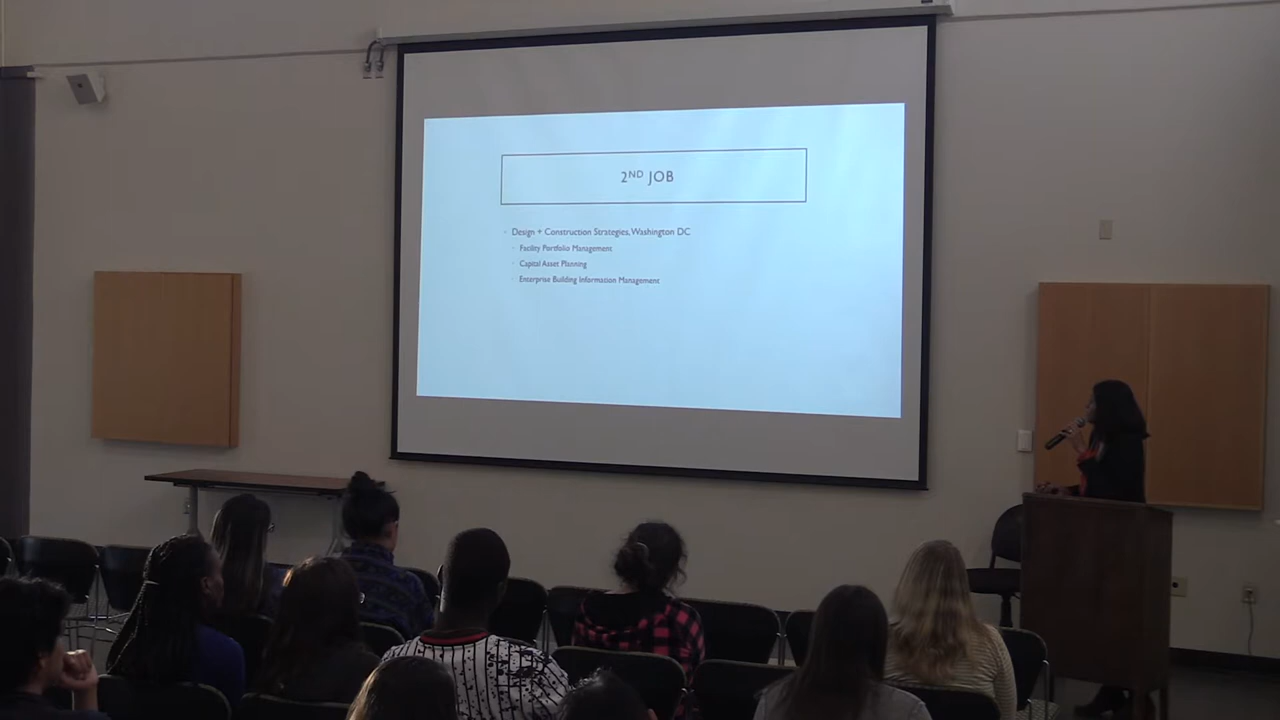 2ND JOB
Design + Construction Strategies, Washington DC
Facility Portfolio Management
Capital Asset Planning
Enterprise Building Information Management